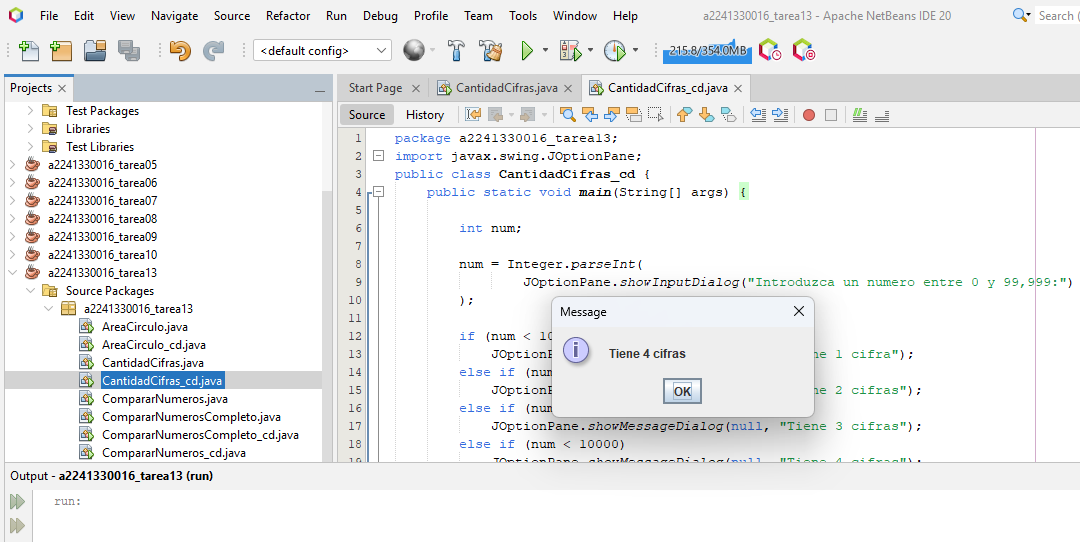 File Edit View Navigate Source Refactor Run Debug Profile Team Tools Window Help a2241330016_tarea13 - Apache NetBeans IDE 20 Search (
<default config> 215.8/354.0MB
Projects Start Page CantidadCifras.java CantidadCifras_cd.java
Source History
Test Packages
Libraries
Test Libraries
a2241330016_tarea05
a2241330016_tarea06
a2241330016_tarea07
a2241330016_tarea08
a2241330016_tarea09
a2241330016_tarea10
a2241330016_tarea13
Source Packages
a2241330016_tarea13
AreaCirculo.java
AreaCirculo_cd.java
CantidadCifras.java
CantidadCifras_cd.java
CompararNumeros.java
CompararNumerosCompleto.java
CompararNumerosCompleto_cd.java
CompararNumeros_cd.java
1 package a2241330016_tarea13;
2 import javax.swing.JOptionPane;
3 public class CantidadCifras_cd {
4 public static void main(String[] args) {
5
6 int num;
7
8 num = Integer.parseInt(
9 JOptionPane.showInputDialog("Introduzca un numero entre 0 y 99,999:")
10 );
11
12 if (num < 10
13 JOptionP ne 1 cifra");
14 else if (num
15 JOptionP ne 2 cifras");
16 else if (num
17 JOptionPane.showMessageDialog(null, "Tiene 3 cifras");
18 else if (num < 10000)
19 JOptionPane.showMessageDialog(null, "Tiene 4 cifras");
Message
Tiene 4 cifras
OK
Output - a2241330016_tarea13 (run)
run: